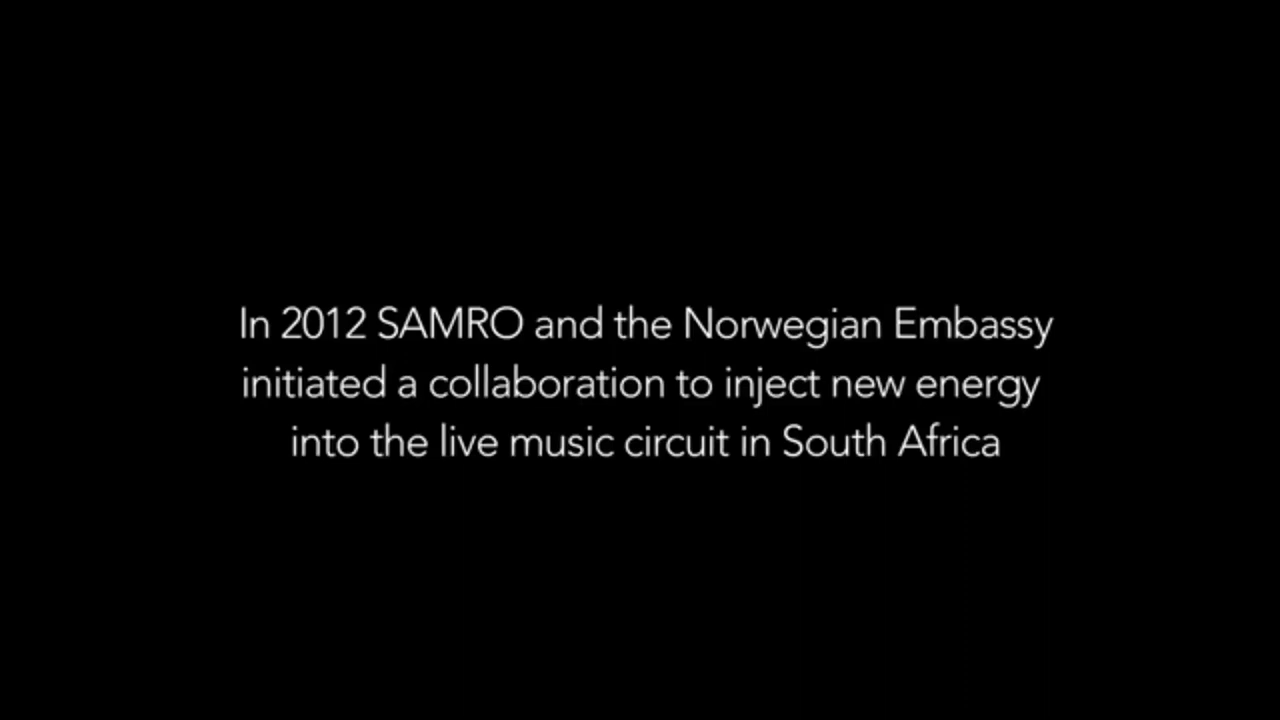 In 2012 SAMRO and the Norwegian Embassy
initiated a collaboration to inject new energy
into the live music circuit in South Africa